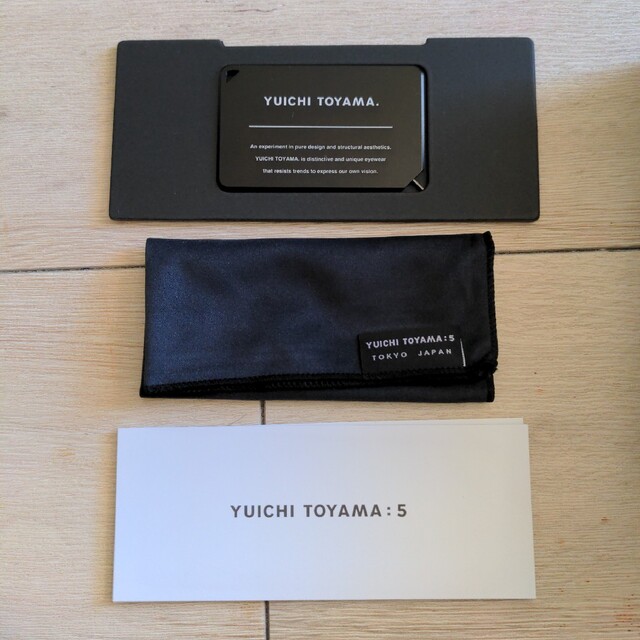 YUICHI TOYAMA.
An experiment in pure design and structural aesthetics.
YUICHI TOYAMA. is distinctive and unique eyewear
that resists trends to express our own vision.
YUICHI TOYAMA:5
TOKYO JAPAN
YUICHI TOYAMA:5